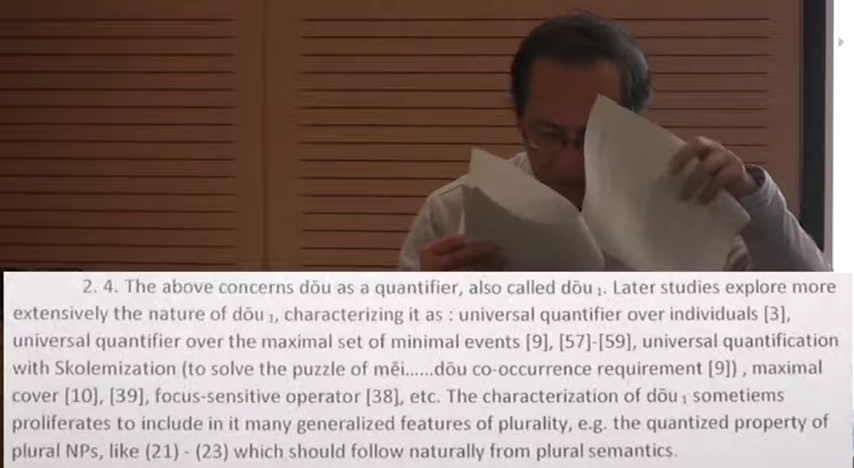 2. 4. The above concerns dōu as a quantifier, also called dōu ₁. Later studies explore more
extensively the nature of dōu ₁, characterizing it as : universal quantifier over individuals [3],
universal quantifier over the maximal set of minimal events [9], [57]-[59], universal quantification
with Skolemization (to solve the puzzle of měi......dōu co-occurrence requirement [9]) , maximal
cover [10], [39], focus-sensitive operator [38], etc. The characterization of dōu ₁ sometiems
proliferates to include in it many generalized features of plurality, e.g. the quantized property of
plural NPs, like (21) - (23) which should follow naturally from plural semantics.